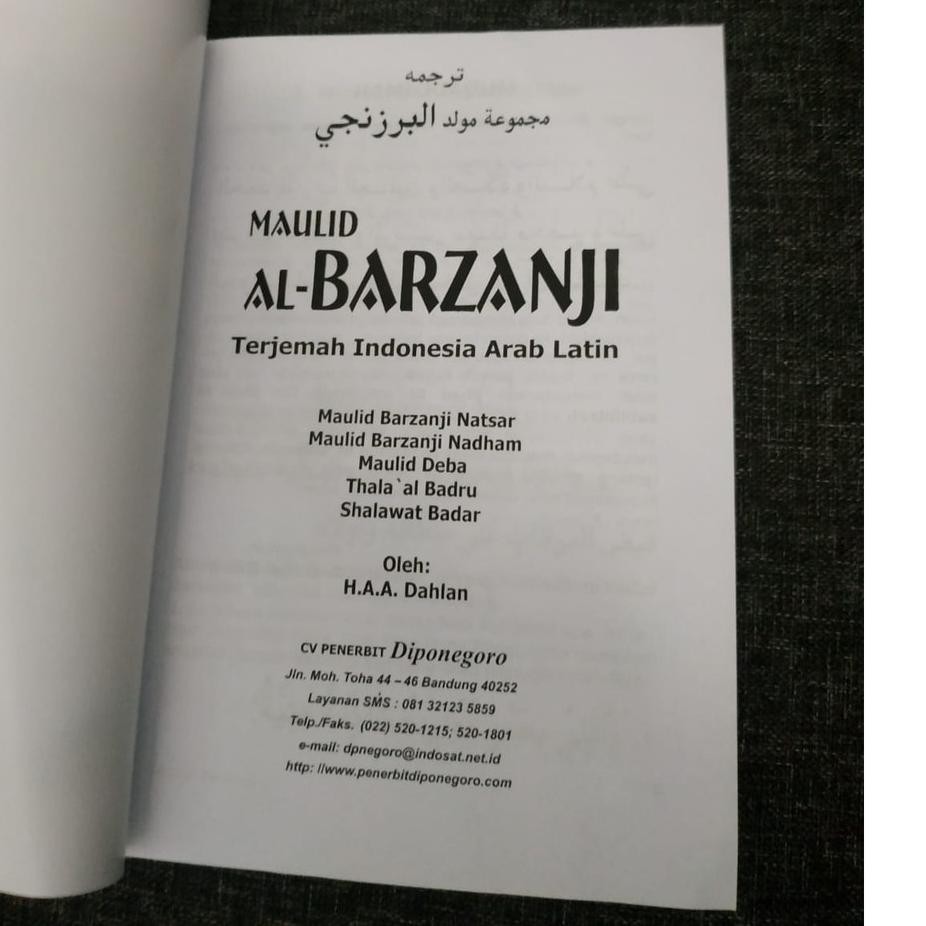 ترجمه
مجموعة مولد البرزنجي
MAULID
AL-BARZANJI
Terjemah Indonesia Arab Latin
Maulid Barzanji Natsar
Maulid Barzanji Nadham
Maulid Deba
Thala`al Badru
Shalawat Badar
Oleh:
H.A.A. Dahlan
CV PENERBIT Diponegoro
Jln. Moh. Toha 44 – 46 Bandung 40252
Layanan SMS : 081 32123 5859
Telp./Faks. (022) 520-1215; 520-1801
e-mail: dpnegoro@indosat.net.id
http: //www.penerbitdiponegoro.com